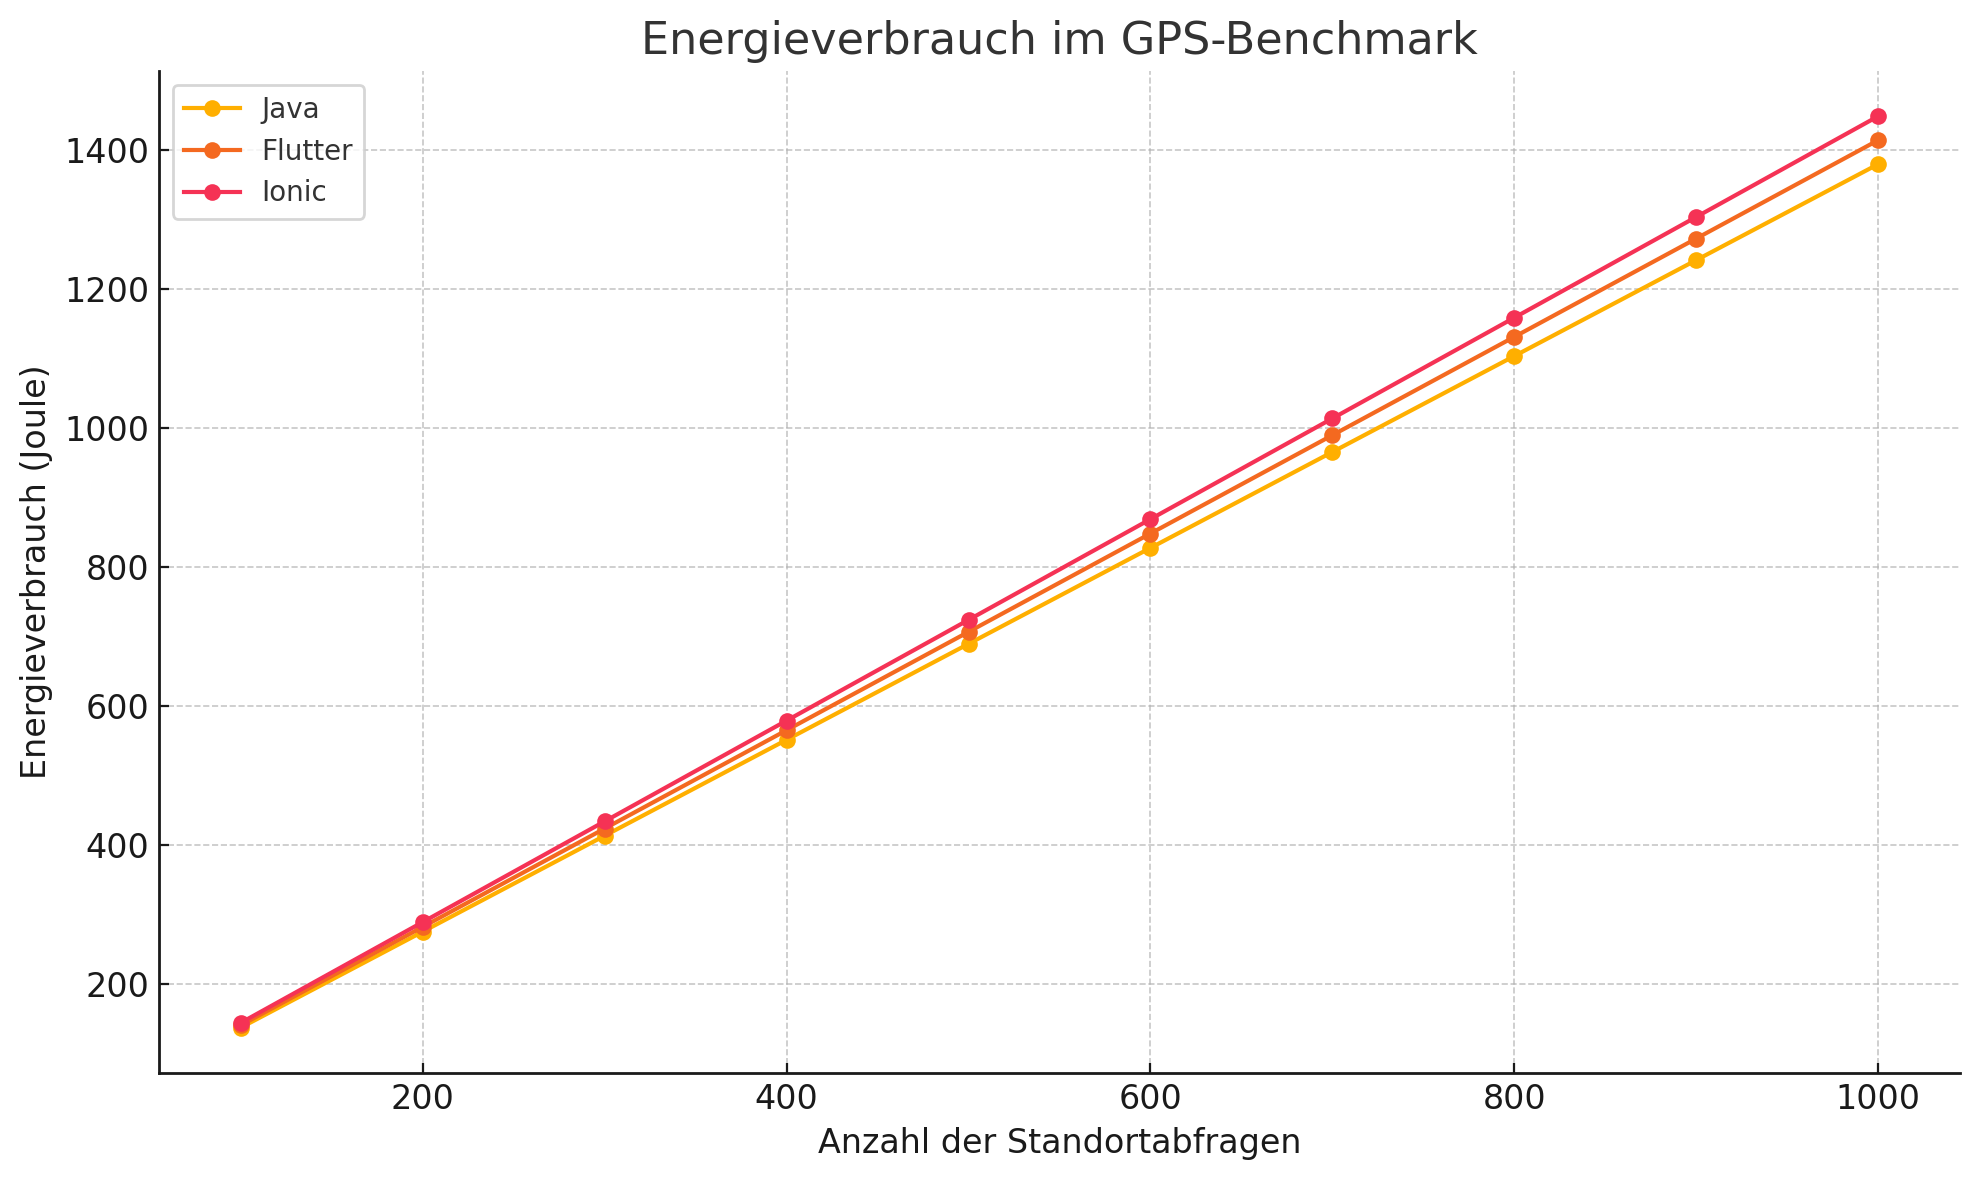 Energieverbrauch im GPS-Benchmark
Java
Flutter
Ionic
1400
1200
1000
800
600
400
200
Energieverbrauch (Joule)
200 400 600 800 1000
Anzahl der Standortabfragen